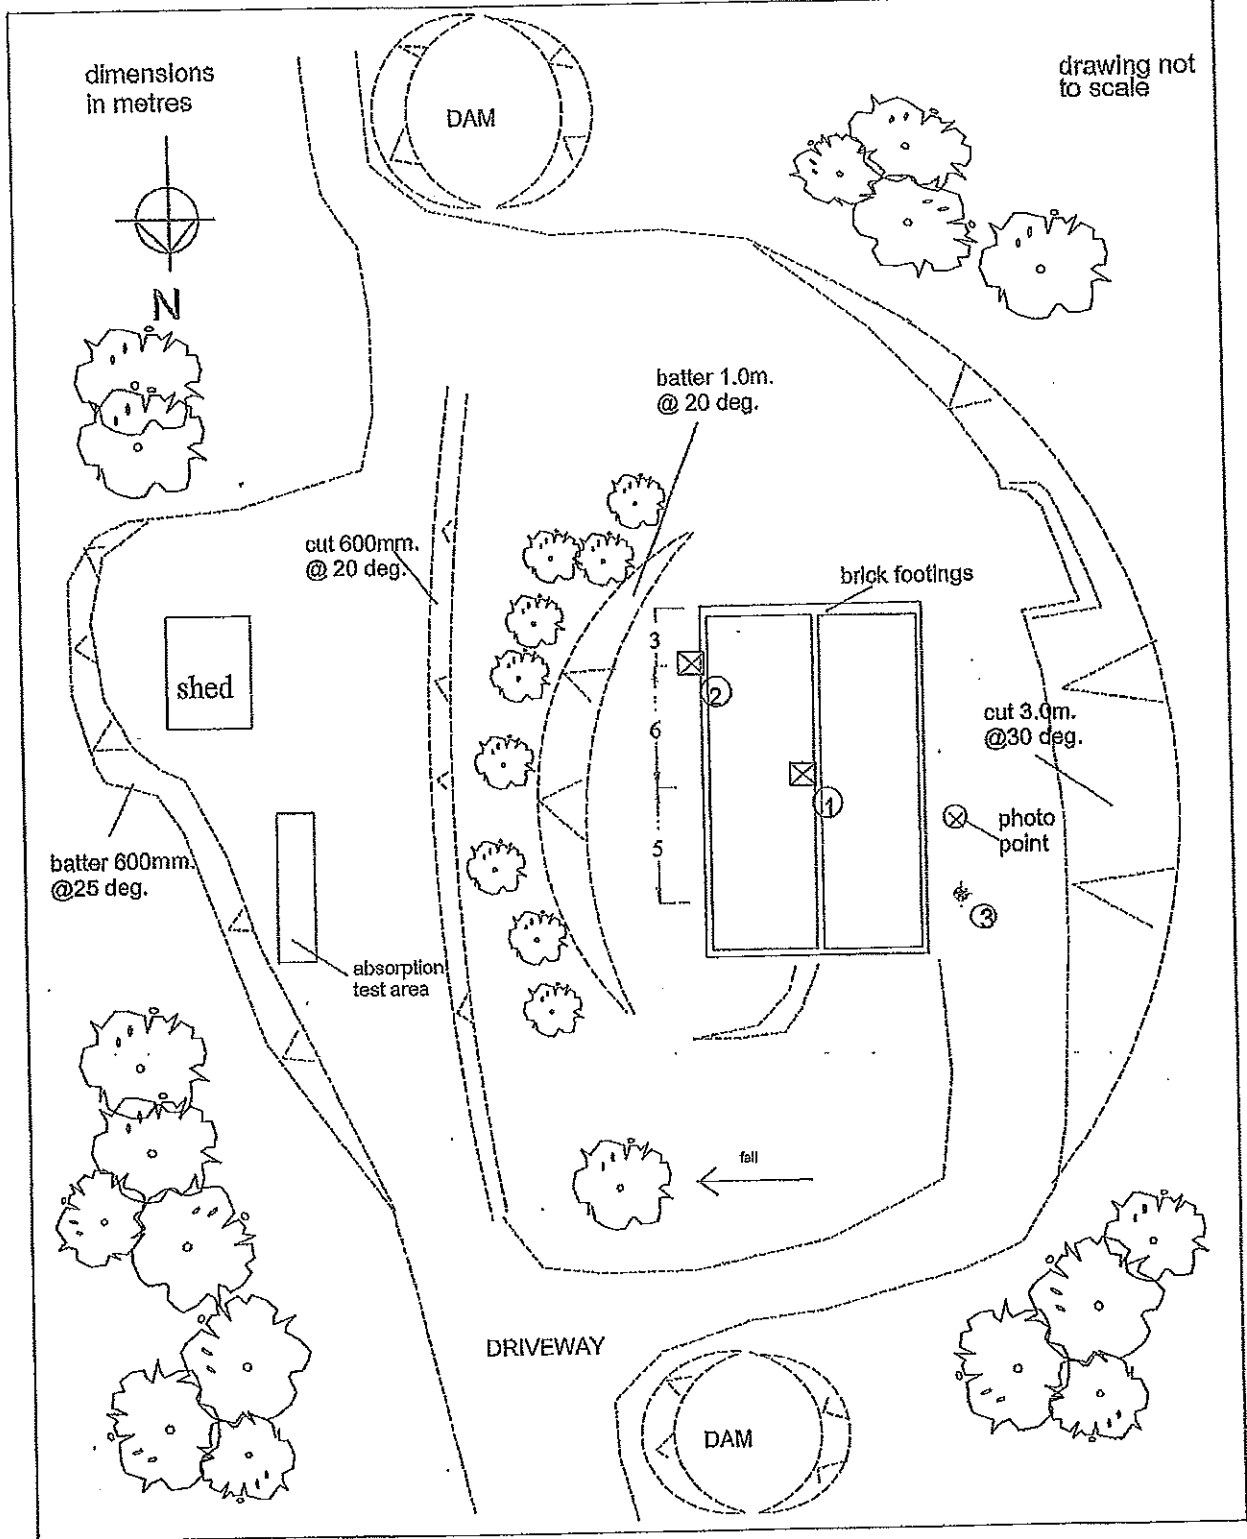 dimensions
in metres
DAM
drawing not
to scale
N
batter 1.0m.
@ 20 deg.
cut 600mm.
@ 20 deg.
brick footings
3
shed
2
6
cut 3.0m.
@30 deg.
1
photo
point
5
batter 600mm.
@25 deg.
3
absorption
test area
fall
DRIVEWAY
DAM